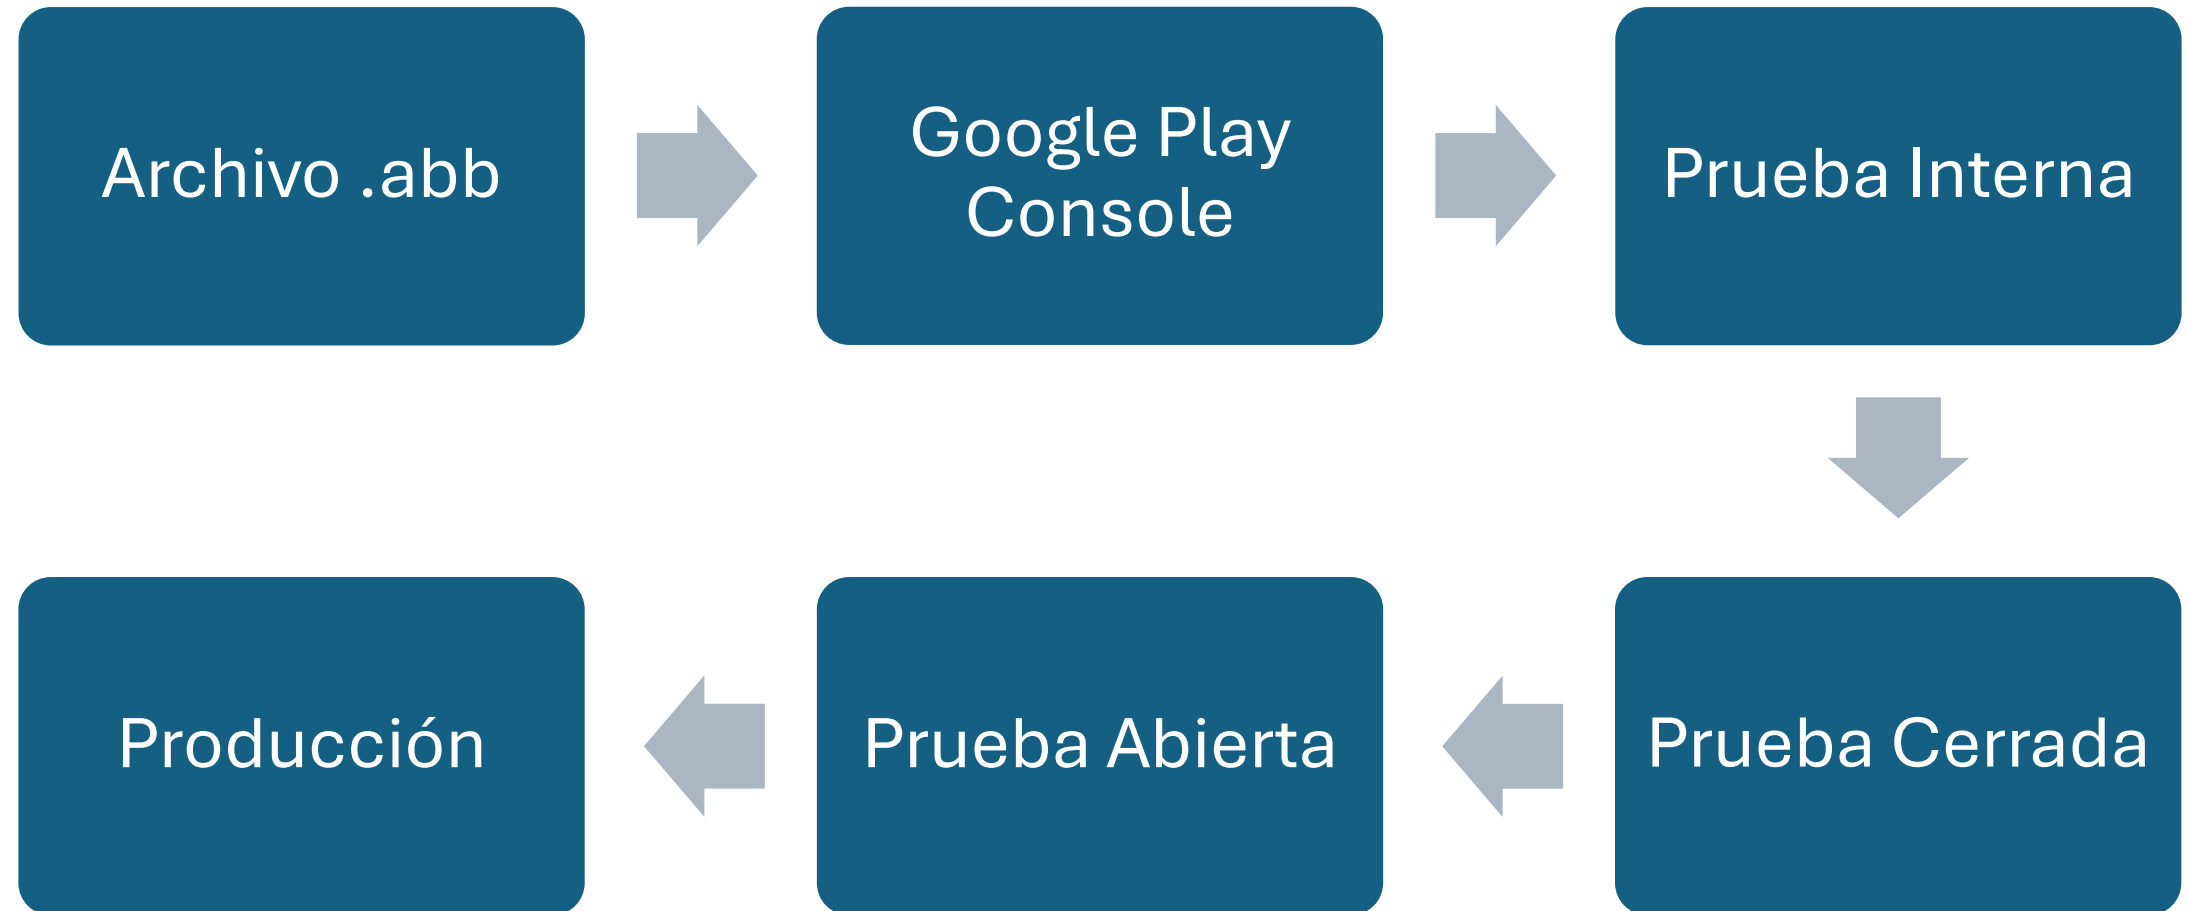 Archivo .abb
Google Play
Console
Prueba Interna
Prueba Cerrada
Prueba Abierta
Producción